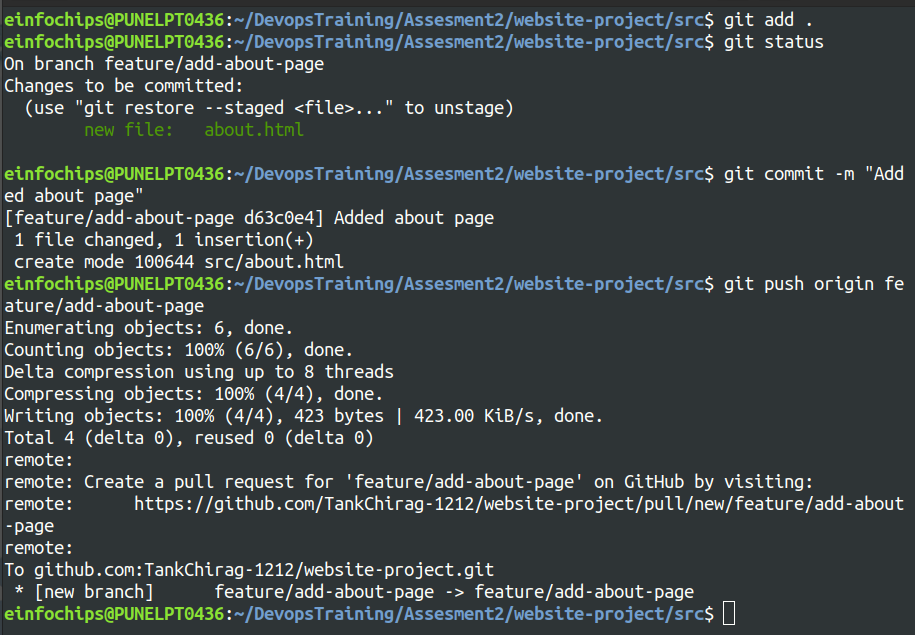 einfochips@PUNELPT0436:~/DevopsTraining/Assesment2/website-project/src$ git add .
einfochips@PUNELPT0436:~/DevopsTraining/Assesment2/website-project/src$ git status
On branch feature/add-about-page
Changes to be committed:
  (use "git restore --staged <file>..." to unstage)
        new file:   about.html

einfochips@PUNELPT0436:~/DevopsTraining/Assesment2/website-project/src$ git commit -m "Add
ed about page"
[feature/add-about-page d63c0e4] Added about page
 1 file changed, 1 insertion(+)
 create mode 100644 src/about.html
einfochips@PUNELPT0436:~/DevopsTraining/Assesment2/website-project/src$ git push origin fe
ature/add-about-page
Enumerating objects: 6, done.
Counting objects: 100% (6/6), done.
Delta compression using up to 8 threads
Compressing objects: 100% (4/4), done.
Writing objects: 100% (4/4), 423 bytes | 423.00 KiB/s, done.
Total 4 (delta 0), reused 0 (delta 0)
remote:
remote: Create a pull request for 'feature/add-about-page' on GitHub by visiting:
remote:      https://github.com/TankChirag-1212/website-project/pull/new/feature/add-about
-page
remote:
To github.com:TankChirag-1212/website-project.git
 * [new branch]      feature/add-about-page -> feature/add-about-page
einfochips@PUNELPT0436:~/DevopsTraining/Assesment2/website-project/src$